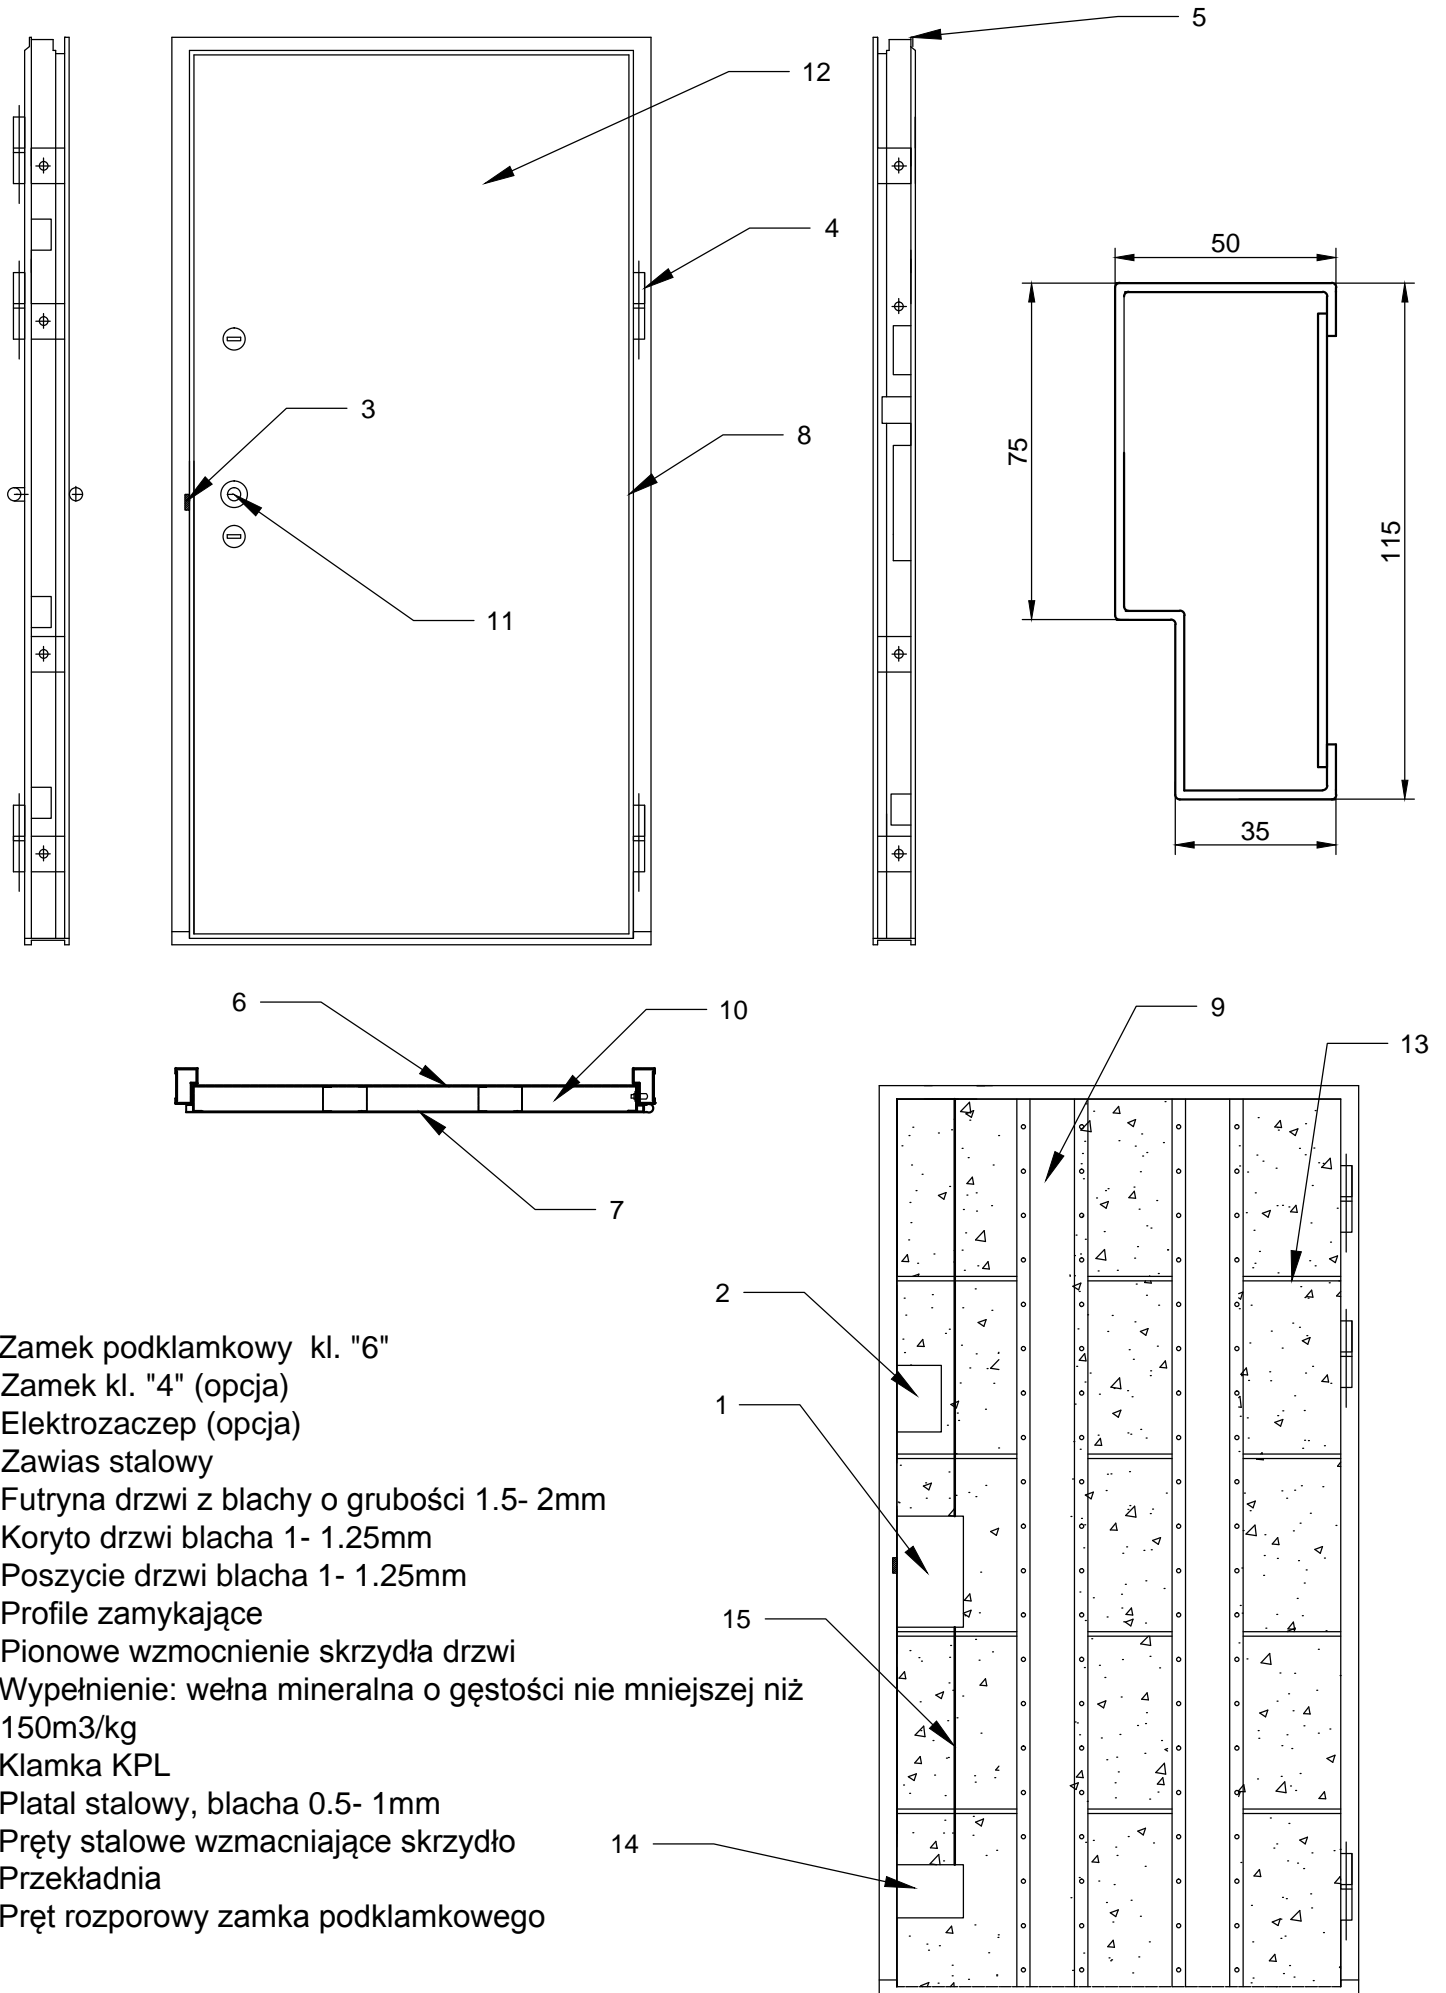 5
12
4
50
3
8
75
115
11
35
6
10
9
13
7
2
Zamek podklamkowy kl. "6"
Zamek kl. "4" (opcja)
1
Elektrozaczep (opcja)
Zawias stalowy
Futryna drzwi z blachy o grubości 1.5- 2mm
Koryto drzwi blacha 1- 1.25mm
Poszycie drzwi blacha 1- 1.25mm
Profile zamykające
15
Pionowe wzmocnienie skrzydła drzwi
Wypełnienie: wełna mineralna o gęstości nie mniejszej niż
150m3/kg
Klamka KPL
Platal stalowy, blacha 0.5- 1mm
Pręty stalowe wzmacniające skrzydło
14
Przekładnia
Pręt rozporowy zamka podklamkowego